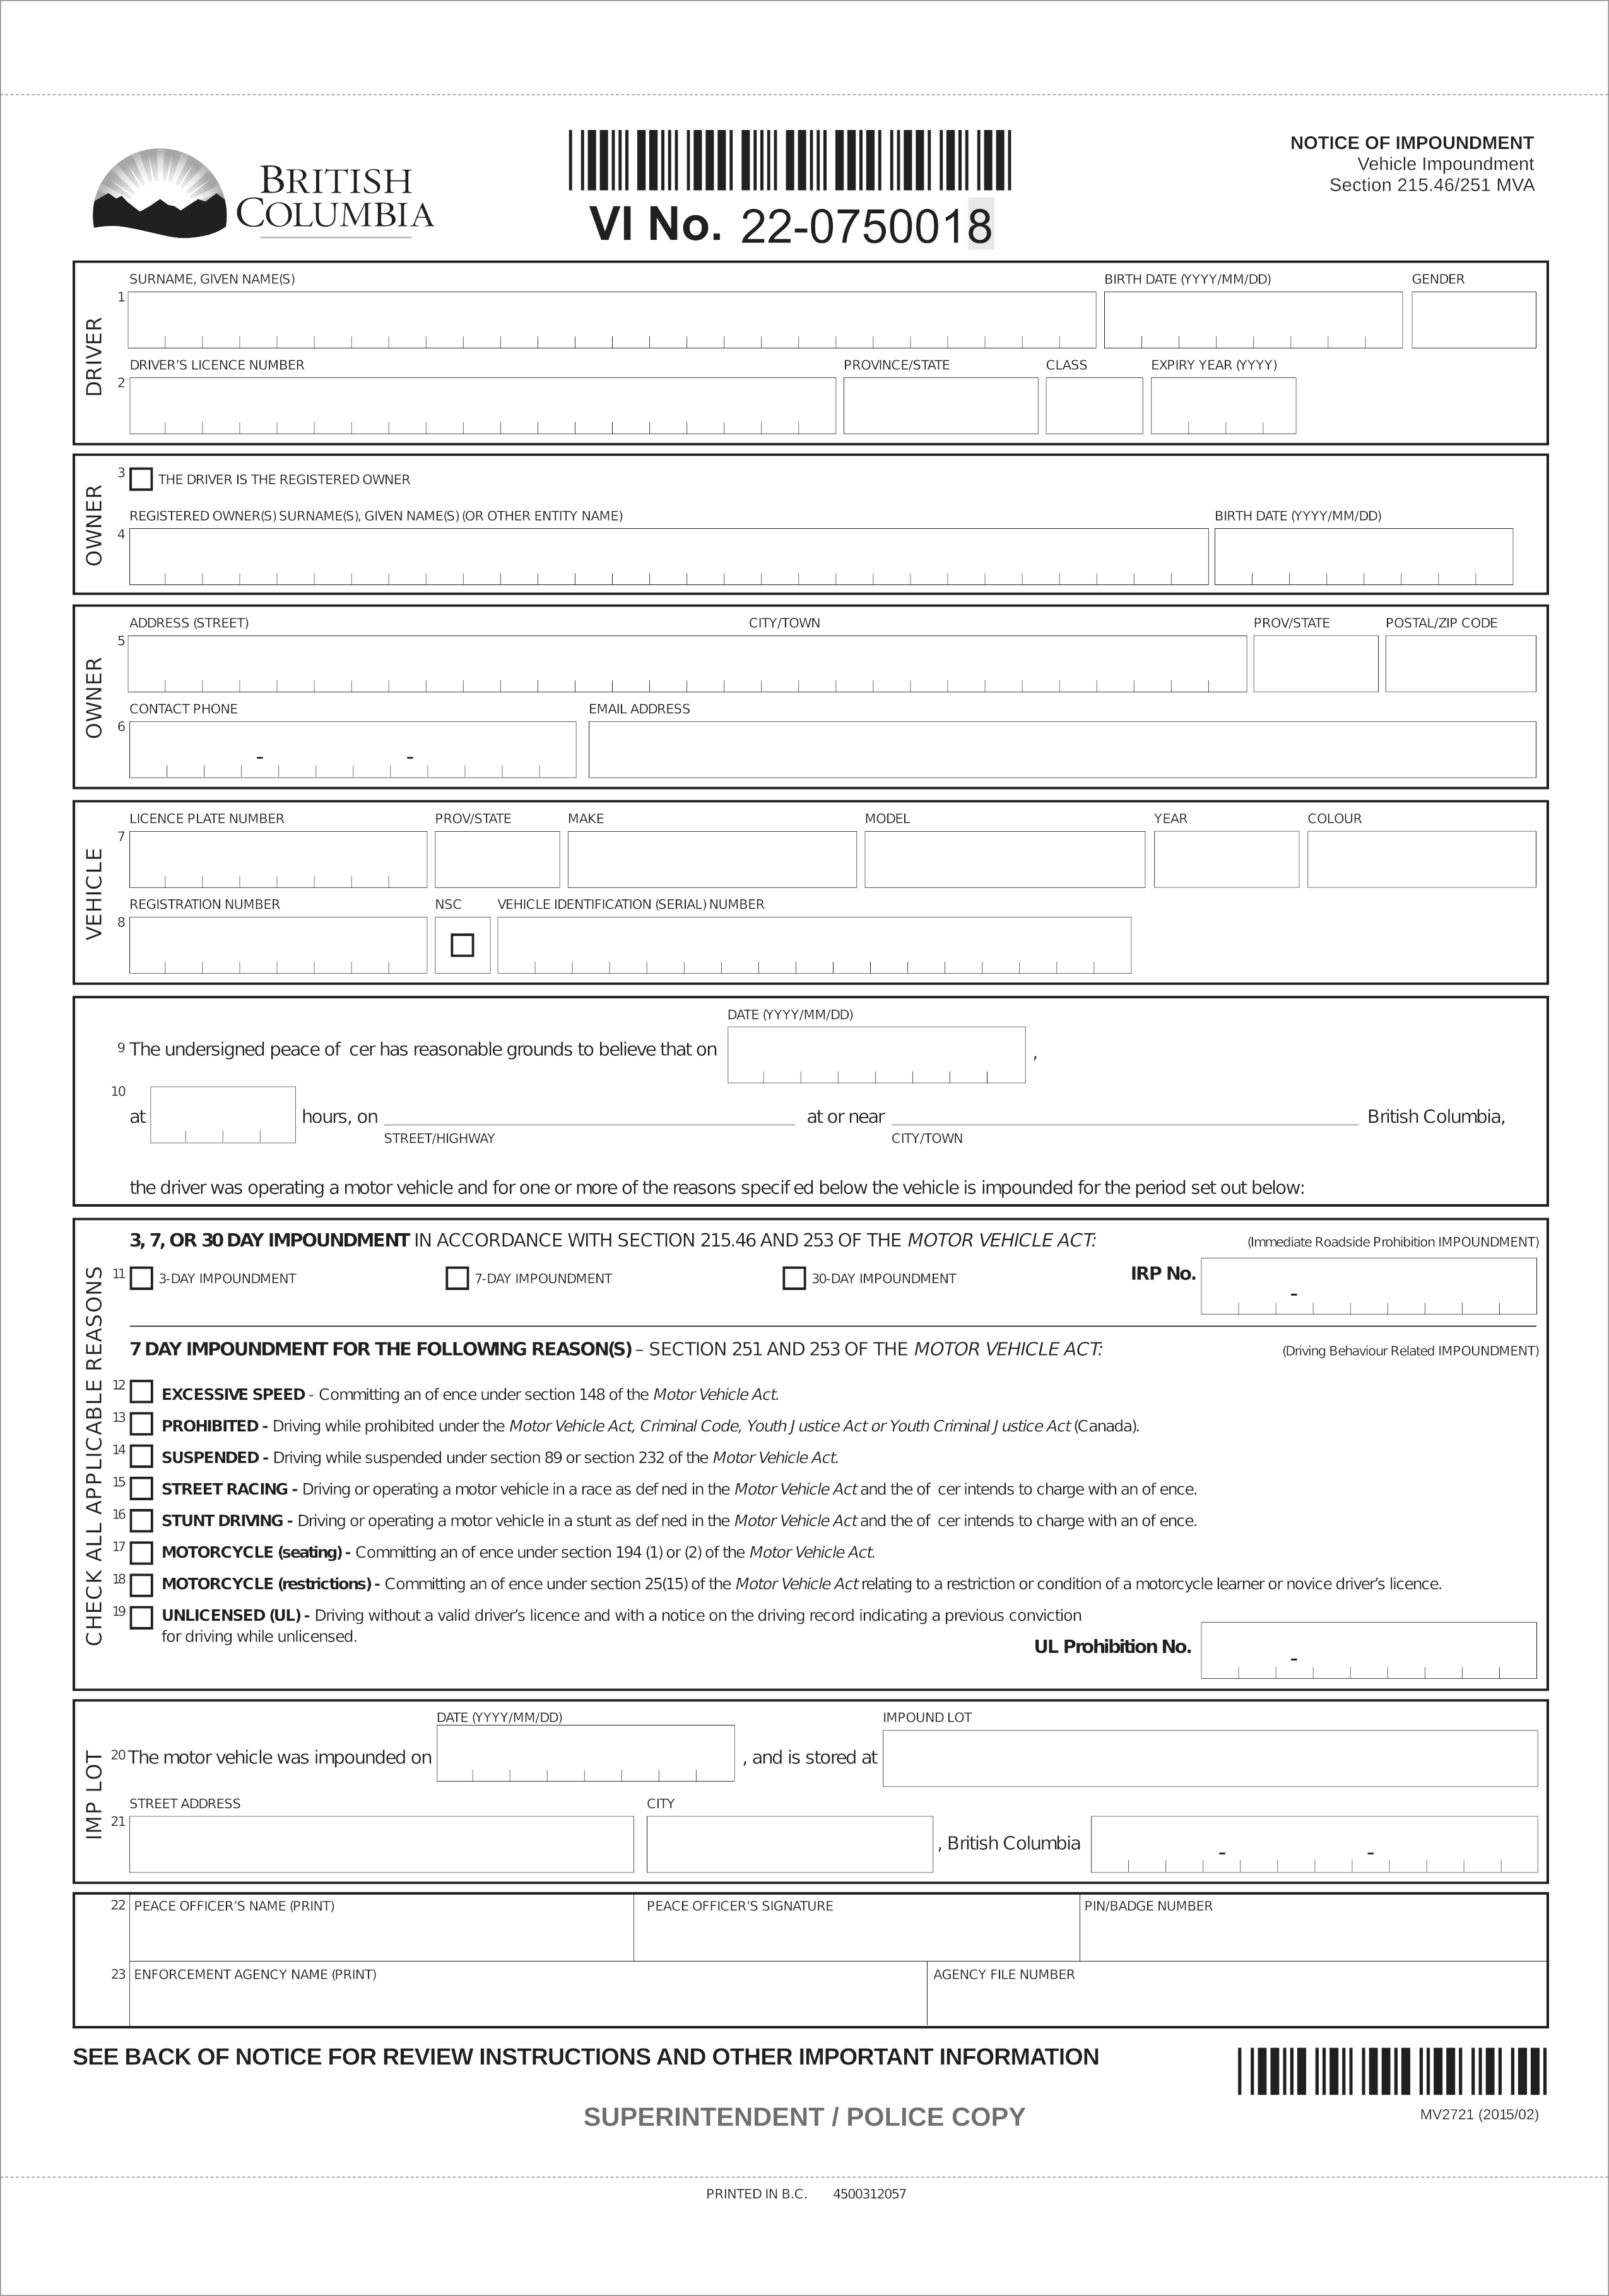 BRITISH
COLUMBIA
VI No. 22-0750018
NOTICE OF IMPOUNDMENT
Vehicle Impoundment
Section 215.46/251 MVA
DRIVER
SURNAME, GIVEN NAME(S) BIRTH DATE (YYYY/MM/DD) GENDER
1
DRIVER'S LICENCE NUMBER PROVINCE/STATE CLASS EXPIRY YEAR (YYYY)
2
OWNER
3 THE DRIVER IS THE REGISTERED OWNER
REGISTERED OWNER(S) SURNAME(S), GIVEN NAME(S) (OR OTHER ENTITY NAME) BIRTH DATE (YYYY/MM/DD)
4
OWNER
ADDRESS (STREET) CITY/TOWN PROV/STATE POSTAL/ZIP CODE
5
CONTACT PHONE EMAIL ADDRESS
6 - -
VEHICLE
LICENCE PLATE NUMBER PROV/STATE MAKE MODEL YEAR COLOUR
7
REGISTRATION NUMBER NSC VEHICLE IDENTIFICATION (SERIAL) NUMBER
8
DATE (YYYY/MM/DD)
9 The undersigned peace of cer has reasonable grounds to believe that on ,
10
at hours, on at or near British Columbia,
STREET/HIGHWAY CITY/TOWN
the driver was operating a motor vehicle and for one or more of the reasons specif ed below the vehicle is impounded for the period set out below:
CHECK ALL APPLICABLE REASONS
3, 7, OR 30 DAY IMPOUNDMENT IN ACCORDANCE WITH SECTION 215.46 AND 253 OF THE MOTOR VEHICLE ACT: (Immediate Roadside Prohibition IMPOUNDMENT)
11 3-DAY IMPOUNDMENT 7-DAY IMPOUNDMENT 30-DAY IMPOUNDMENT IRP No. -
7 DAY IMPOUNDMENT FOR THE FOLLOWING REASON(S) – SECTION 251 AND 253 OF THE MOTOR VEHICLE ACT: (Driving Behaviour Related IMPOUNDMENT)
12 EXCESSIVE SPEED - Committing an of ence under section 148 of the Motor Vehicle Act.
13 PROHIBITED - Driving while prohibited under the Motor Vehicle Act, Criminal Code, Youth Justice Act or Youth Criminal Justice Act (Canada).
14 SUSPENDED - Driving while suspended under section 89 or section 232 of the Motor Vehicle Act.
15 STREET RACING - Driving or operating a motor vehicle in a race as def ned in the Motor Vehicle Act and the of cer intends to charge with an of ence.
16 STUNT DRIVING - Driving or operating a motor vehicle in a stunt as def ned in the Motor Vehicle Act and the of cer intends to charge with an of ence.
17 MOTORCYCLE (seating) - Committing an of ence under section 194 (1) or (2) of the Motor Vehicle Act.
18 MOTORCYCLE (restrictions) - Committing an of ence under section 25(15) of the Motor Vehicle Act relating to a restriction or condition of a motorcycle learner or novice driver's licence.
19 UNLICENSED (UL) - Driving without a valid driver's licence and with a notice on the driving record indicating a previous conviction
for driving while unlicensed.
UL Prohibition No. -
IMP LOT
DATE (YYYY/MM/DD) IMPOUND LOT
20 The motor vehicle was impounded on , and is stored at
STREET ADDRESS CITY
21 , British Columbia - -
22 PEACE OFFICER'S NAME (PRINT) PEACE OFFICER'S SIGNATURE PIN/BADGE NUMBER
23 ENFORCEMENT AGENCY NAME (PRINT) AGENCY FILE NUMBER
SEE BACK OF NOTICE FOR REVIEW INSTRUCTIONS AND OTHER IMPORTANT INFORMATION
SUPERINTENDENT / POLICE COPY
MV2721 (2015/02)
PRINTED IN B.C. 4500312057